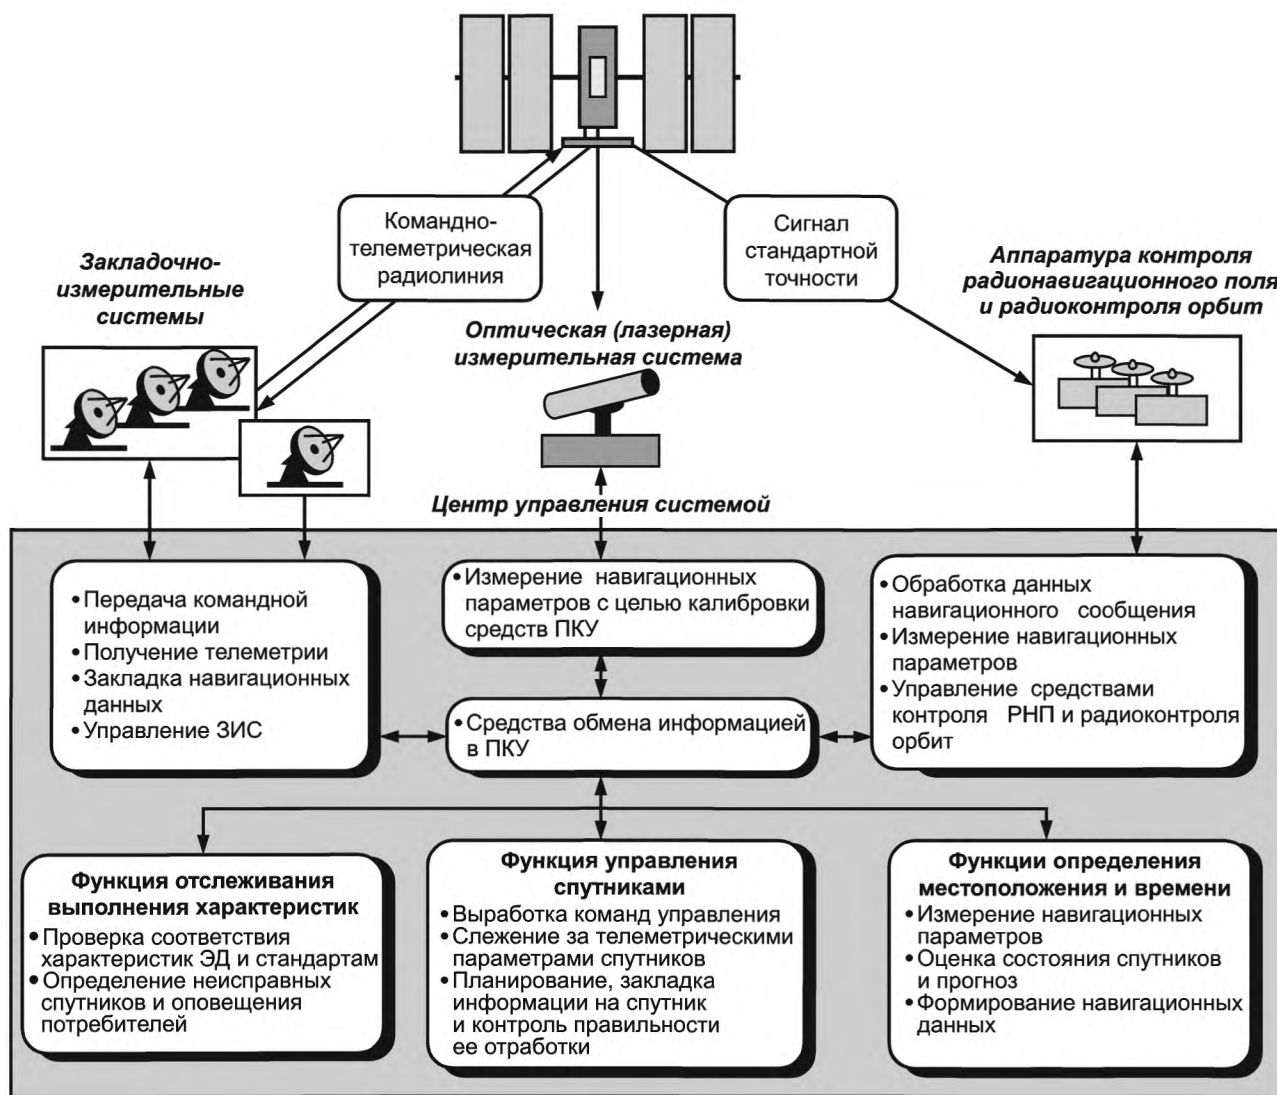 Командно-
телеметрическая
радиолиния
Сигнал
стандартной
точности
Закладочно-
измерительные
системы
Оптическая (лазерная)
измерительная система
Аппаратура контроля
радионавигационного поля
и радиоконтроля орбит
Центр управления системой
• Передача командной
информации
• Получение телеметрии
• Закладка навигационных
данных
• Управление ЗИС
• Измерение навигационных
параметров с целью калибровки
средств ПКУ
• Обработка данных
навигационного сообщения
• Измерение навигационных
параметров
• Управление средствами
контроля РНП и радиоконтроля
орбит
• Средства обмена информацией
в ПКУ
Функция отслеживания
выполнения характеристик
• Проверка соответствия
характеристик ЭД и стандартам
• Определение неисправных
спутников и оповещения
потребителей
Функция управления
спутниками
• Выработка команд управления
• Слежение за телеметрическими
параметрами спутников
• Планирование, закладка
информации на спутник
и контроль правильности
ее отработки
Функции определения
местоположения и времени
• Измерение навигационных
параметров
• Оценка состояния спутников
и прогноз
• Формирование навигационных
данных